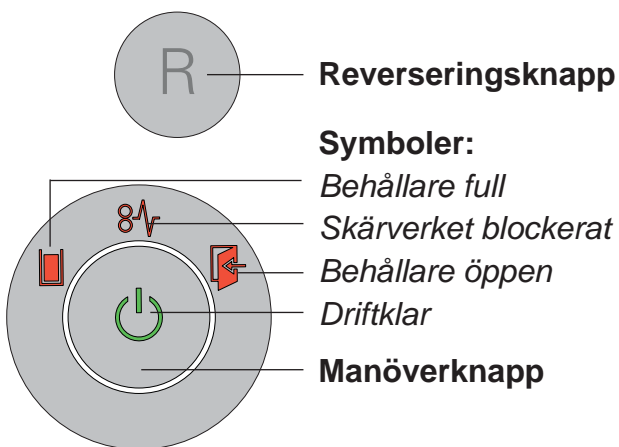 R
Reverseringsknapp
Symboler:
Behållare full
Skärverket blockerat
Behållare öppen
Driftklar
Manöverknapp